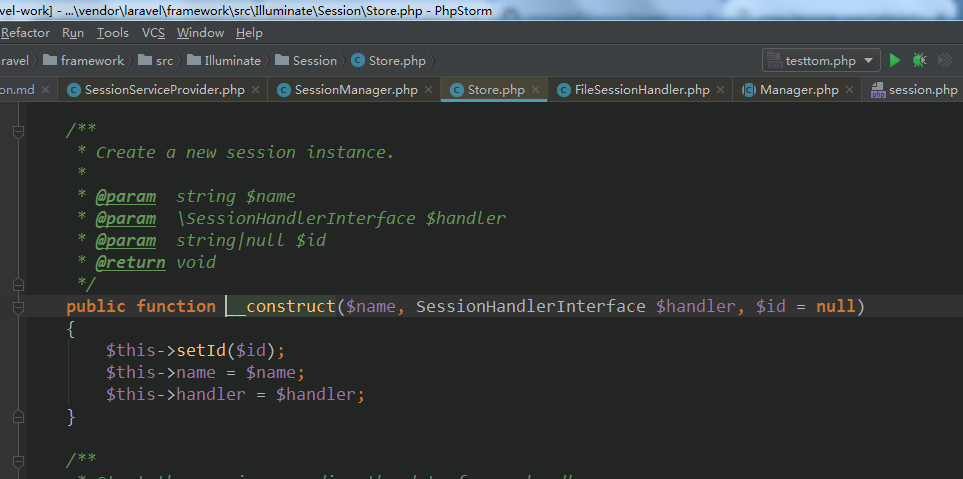 vel-work] - ...\vendor\laravel\framework\src\Illuminate\Session\Store.php - PhpStorm
Refactor Run Tools VCS Window Help
ravel framework src Illuminate Session Store.php testtom.php
on.md SessionServiceProvider.php SessionManager.php Store.php FileSessionHandler.php Manager.php session.php
/**
* Create a new session instance.
*
* @param string $name
* @param \SessionHandlerInterface $handler
* @param string|null $id
* @return void
*/
public function __construct($name, SessionHandlerInterface $handler, $id = null)
{
$this->setId($id);
$this->name = $name;
$this->handler = $handler;
}
/**